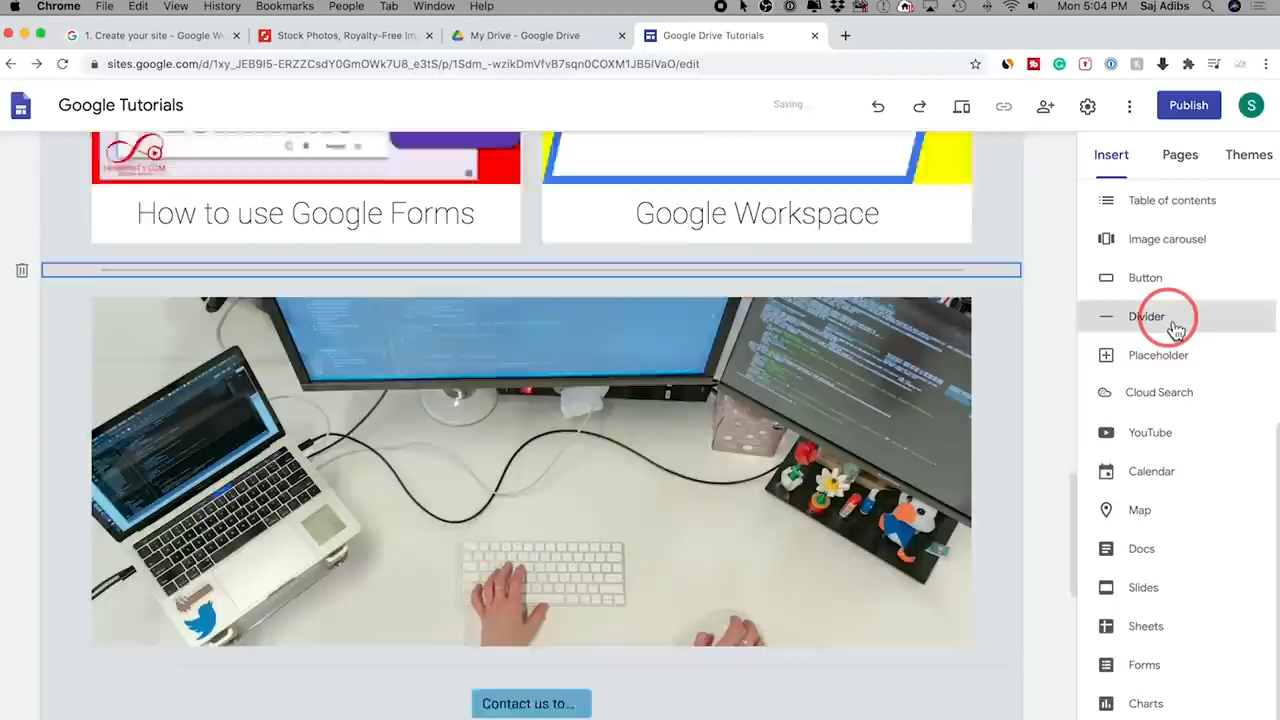 Chrome File Edit View History Bookmarks People Tab Window Help Mon 5:04 PM Saj Adibs
1. Create your site - Google W Stock Photos, Royalty-Free Im My Drive - Google Drive Google Drive Tutorials
sites.google.com/d/1xy_JEB9I5-ERZZCsdY0GmOWk7U8_e3tS/p/1Sdm_-wzikDmVfvB7sqn0COXM1JB5IVaO/edit
Google Tutorials Saving... Publish S
Insert Pages Themes
Table of contents
How to use Google Forms Google Workspace
Image carousel
Button
Divider
Placeholder
Cloud Search
YouTube
Calendar
Map
Docs
Slides
Sheets
Forms
Contact us to... Charts